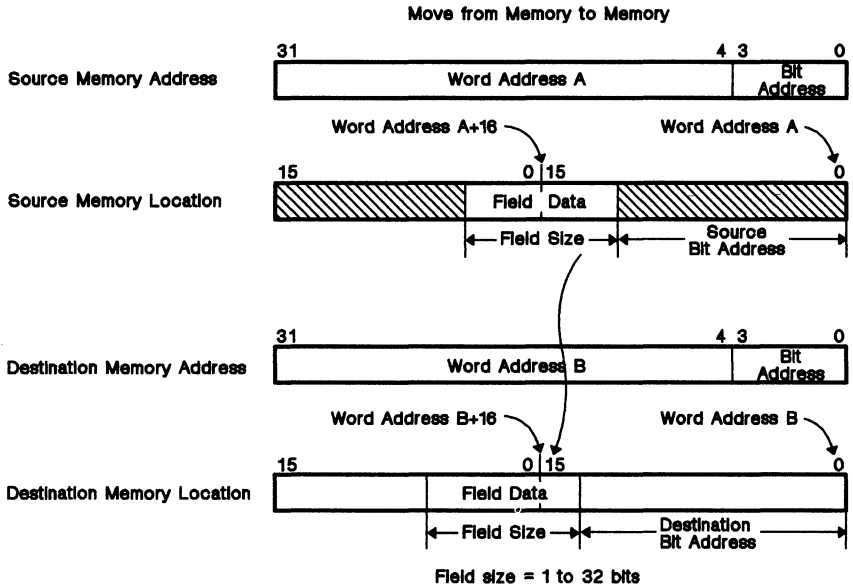 Move from Memory to Memory
31 4 3 0
Source Memory Address Word Address A Bit Address
Word Address A+16 Word Address A
15 0 15 0
Source Memory Location Field Data
Field Size Source Bit Address
31 4 3 0
Destination Memory Address Word Address B Bit Address
Word Address B+16 Word Address B
15 0 15 0
Destination Memory Location Field Data
Field Size Destination Bit Address
Field size = 1 to 32 bits